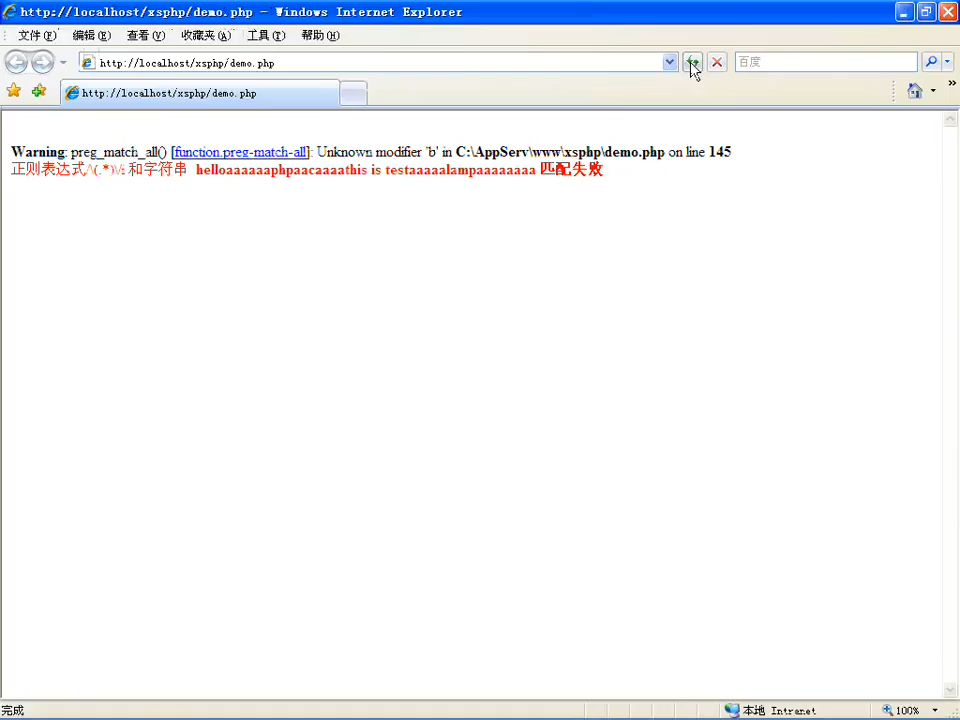 http://localhost/xsphp/demo.php - Windows Internet Explorer
文件(F) 编辑(E) 查看(V) 收藏夹(A) 工具(T) 帮助(H)
http://localhost/xsphp/demo.php 百度
http://localhost/xsphp/demo.php
Warning: preg_match_all() [function.preg-match-all]: Unknown modifier 'b' in C:\AppServ\www\xsphp\demo.php on line 145
正则表达式 和字符串 helloaaaaaaphpaacaaaathis is testaaaaalampaaaaaaaa 匹配失败
完成 本地 Intranet 100%